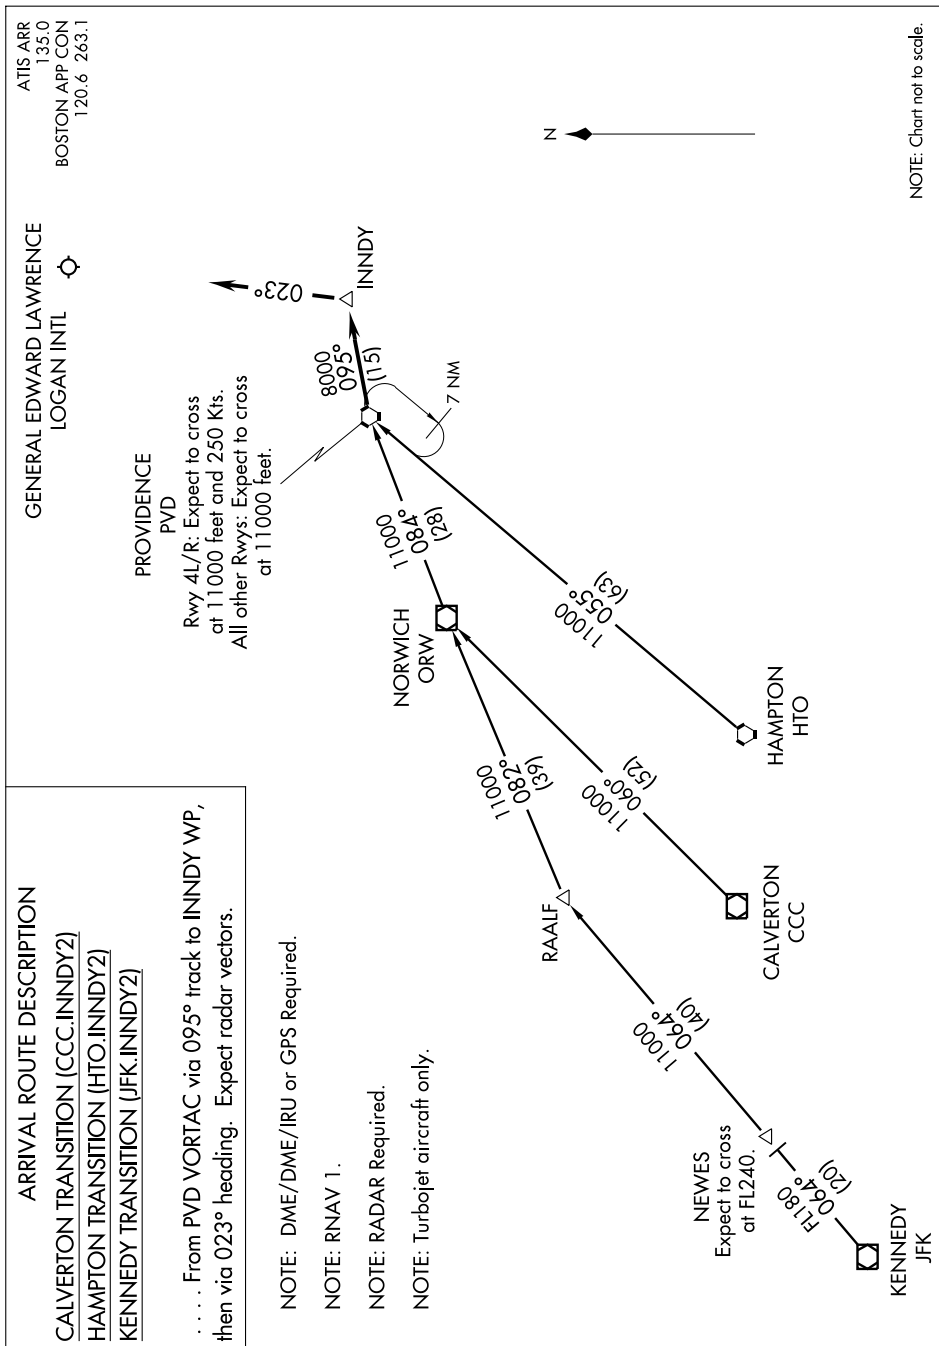 ATIS ARR
135.0
BOSTON APP CON
120.6 263.1
GENERAL EDWARD LAWRENCE
LOGAN INTL
ARRIVAL ROUTE DESCRIPTION
CALVERTON TRANSITION (CCC.INNDY2)
HAMPTON TRANSITION (HTO.INNDY2)
KENNEDY TRANSITION (JFK.INNDY2)
. . . . From PVD VORTAC via 095° track to INNDY WP,
then via 023° heading. Expect radar vectors.
NOTE: DME/DME/IRU or GPS Required.
NOTE: RNAV 1.
NOTE: RADAR Required.
NOTE: Turbojet aircraft only.
PROVIDENCE
PVD
Rwy 4L/R: Expect to cross
at 11000 feet and 250 Kts.
All other Rwys: Expect to cross
at 11000 feet.
023°
INNDY
8000
095°
(15)
7 NM
N
11000
084°
(28)
NORWICH
ORW
11000
055°
(63)
HAMPTON
HTO
11000
082°
(39)
11000
060°
(52)
CALVERTON
CCC
RAALF
11000
064°
(40)
NEWES
Expect to cross
at FL240.
FL180
064°
(20)
KENNEDY
JFK
NOTE: Chart not to scale.